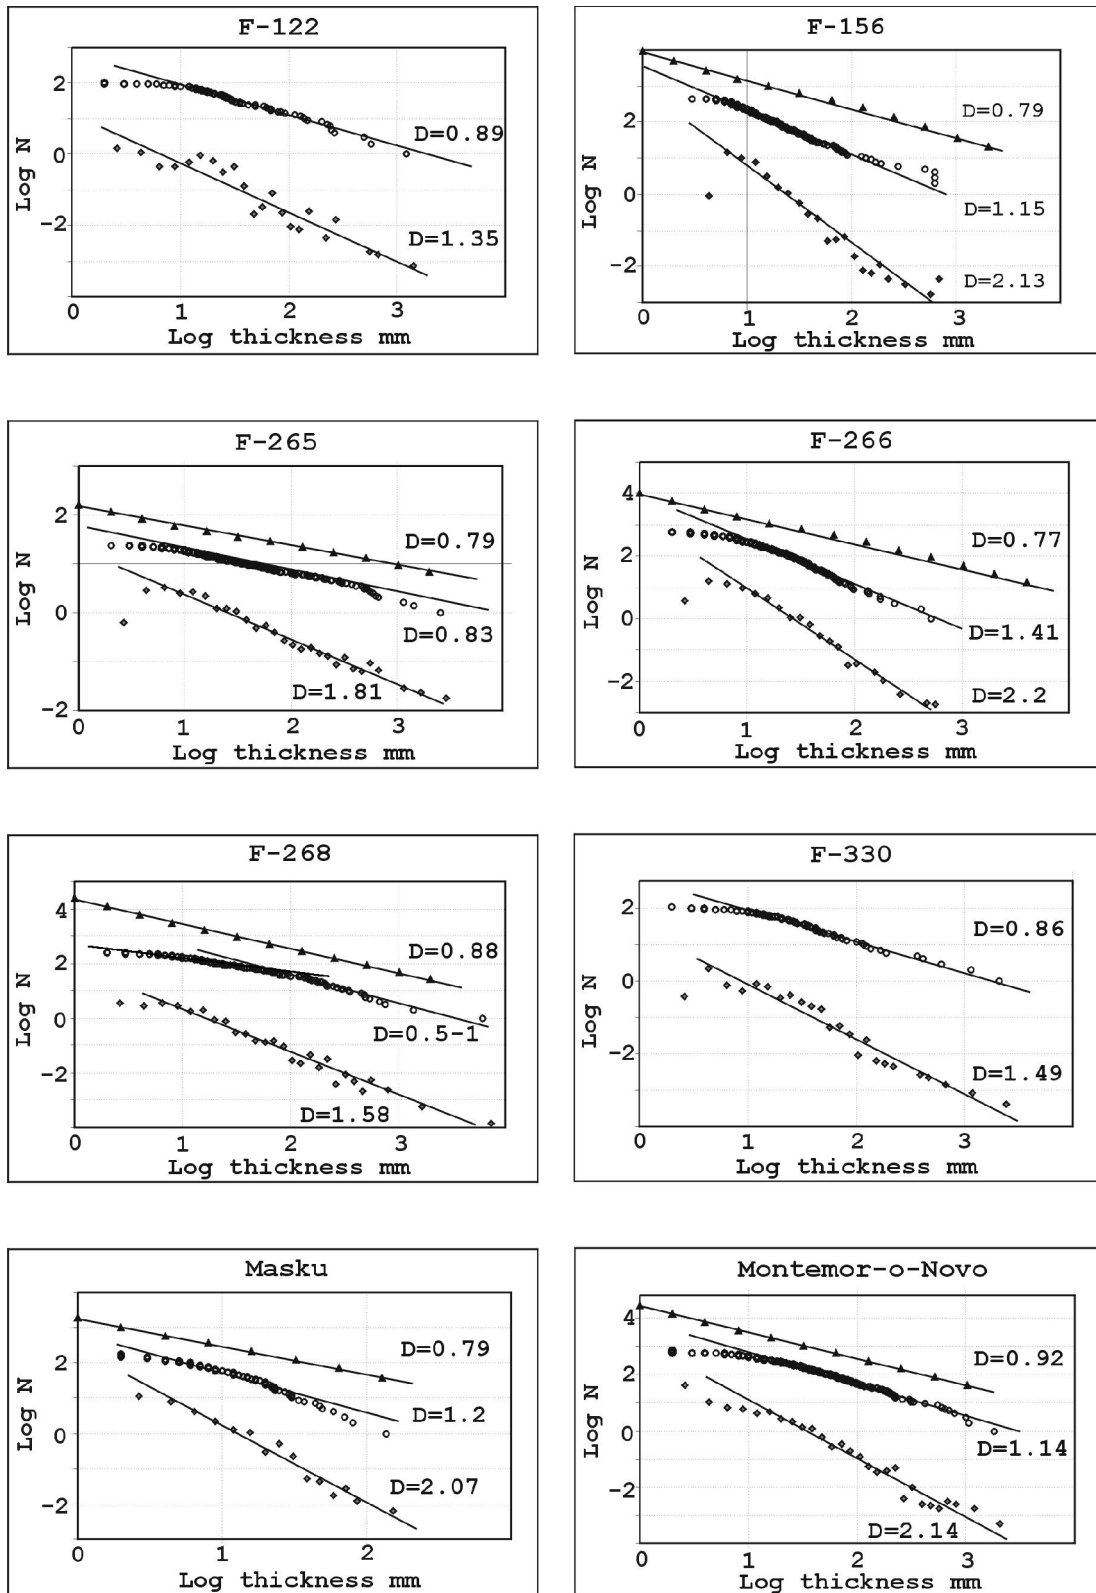 F-122
2
0
-2
Log N
D=0.89
D=1.35
0 1 2 3
Log thickness mm
F-156
2
0
-2
Log N
D=0.79
D=1.15
D=2.13
0 1 2 3
Log thickness mm
F-265
2
0
-2
Log N
D=0.79
D=0.83
D=1.81
0 1 2 3
Log thickness mm
F-266
4
2
0
-2
Log N
D=0.77
D=1.41
D=2.2
0 1 2 3
Log thickness mm
F-268
4
2
0
-2
Log N
D=0.88
D=0.5-1
D=1.58
0 1 2 3
Log thickness mm
F-330
2
0
-2
Log N
D=0.86
D=1.49
0 1 2 3
Log thickness mm
Masku
2
0
-2
Log N
D=0.79
D=1.2
D=2.07
0 1 2
Log thickness mm
Montemor-o-Novo
4
2
0
-2
Log N
D=0.92
D=1.14
D=2.14
0 1 2 3
Log thickness mm